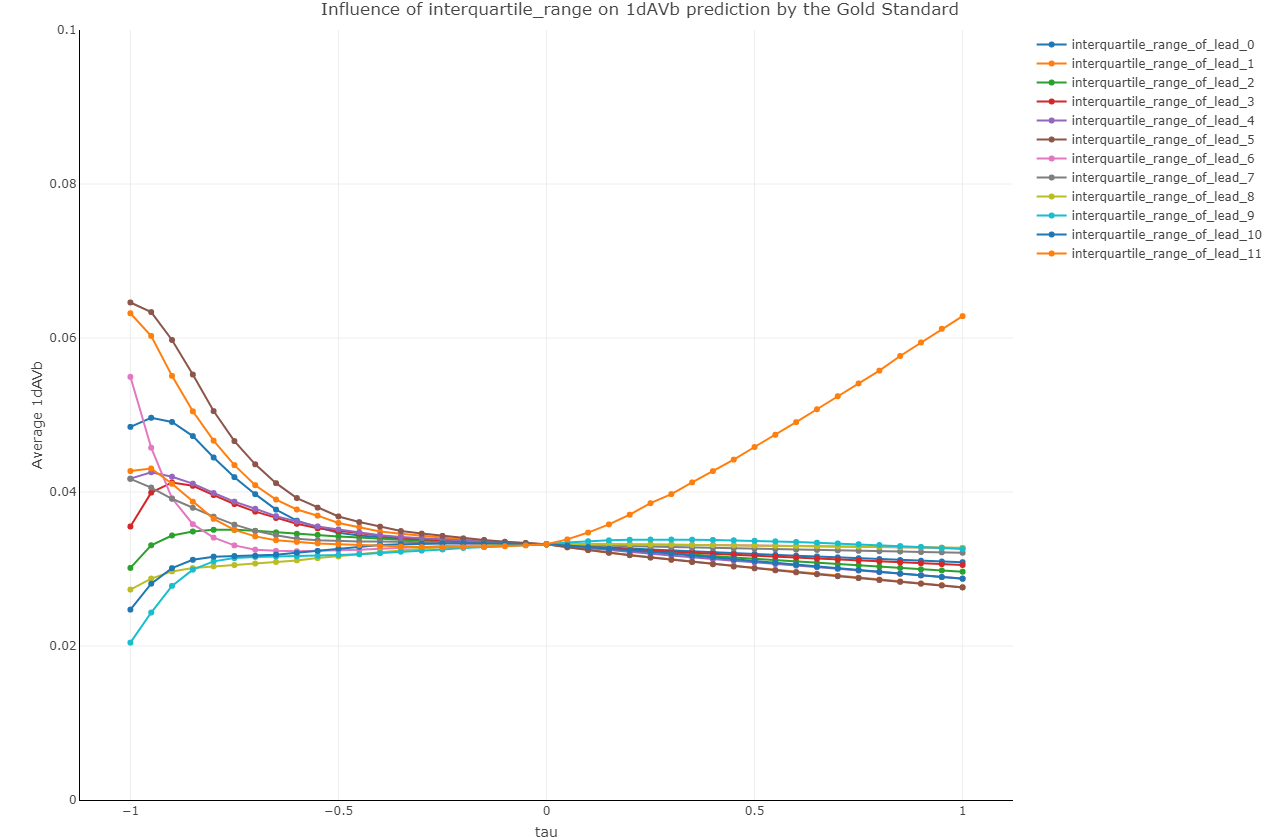 Influence of interquartile_range on 1dAVb prediction by the Gold Standard
0.1
0.08
0.06
0.04
0.02
0
Average 1dAVb
−1
−0.5
0
0.5
1
tau
interquartile_range_of_lead_0
interquartile_range_of_lead_1
interquartile_range_of_lead_2
interquartile_range_of_lead_3
interquartile_range_of_lead_4
interquartile_range_of_lead_5
interquartile_range_of_lead_6
interquartile_range_of_lead_7
interquartile_range_of_lead_8
interquartile_range_of_lead_9
interquartile_range_of_lead_10
interquartile_range_of_lead_11